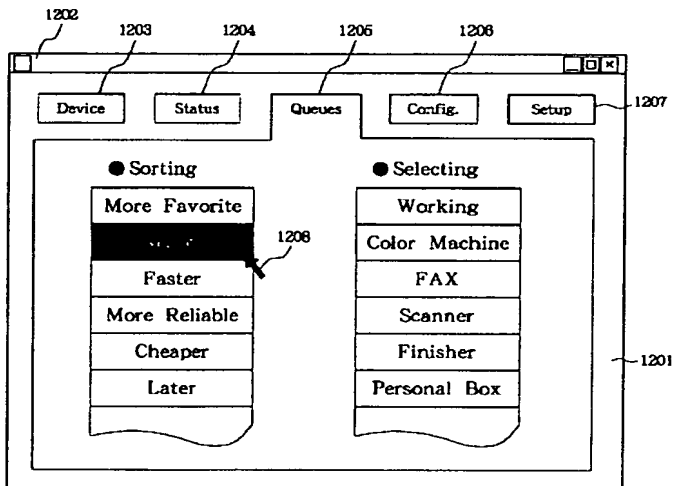 1202
1203
1204
1205
1206
Device
Status
Queues
Config.
Setup
1207
Sorting
Selecting
More Favorite
Working
1208
Color Machine
Faster
FAX
More Reliable
Scanner
Cheaper
Finisher
1201
Later
Personal Box